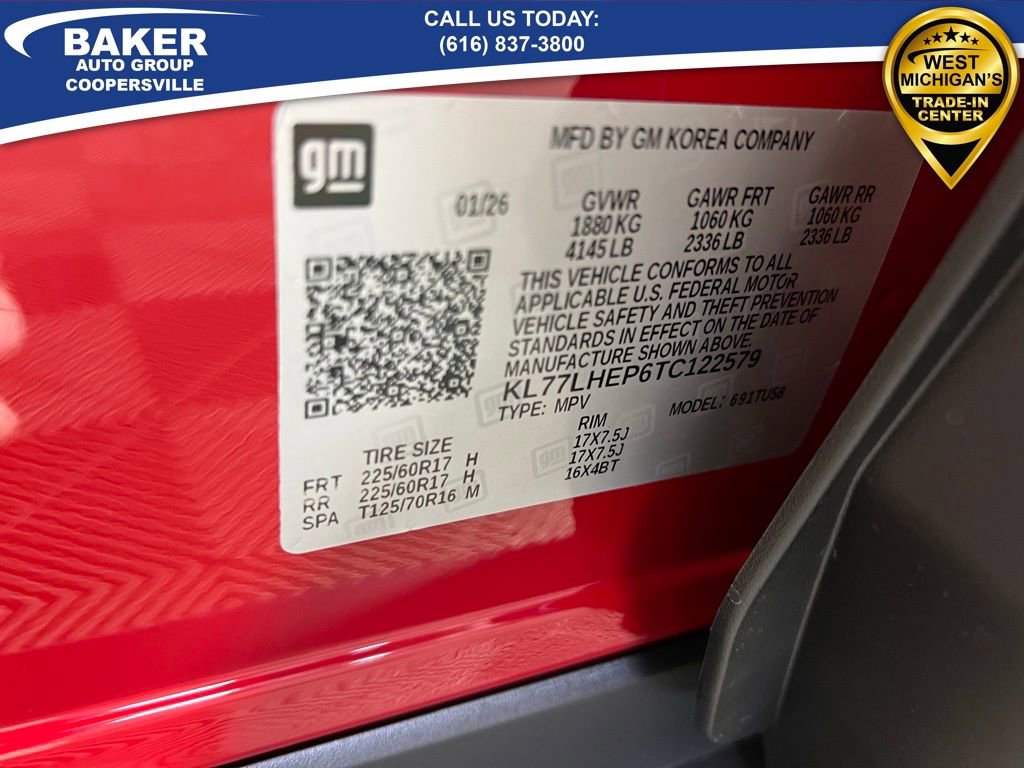 BAKER
AUTO GROUP
COOPERSVILLE
CALL US TODAY:
(616) 837-3800
WEST
MICHIGAN'S
TRADE-IN
CENTER
gm
MFD BY GM KOREA COMPANY
01/26
GVWR
1880 KG
4145 LB
GAWR FRT
1060 KG
2336 LB
GAWR RR
1060 KG
2336 LB
THIS VEHICLE CONFORMS TO ALL
APPLICABLE U.S. FEDERAL MOTOR
VEHICLE SAFETY AND THEFT PREVENTION
STANDARDS IN EFFECT ON THE DATE OF
MANUFACTURE SHOWN ABOVE.
KL77LHEP6TC122579
TYPE: MPV MODEL: 691TU58
TIRE SIZE RIM
FRT 225/60R17 H 17X7.5J
RR 225/60R17 H 17X7.5J
SPA T125/70R16 M 16X4BT